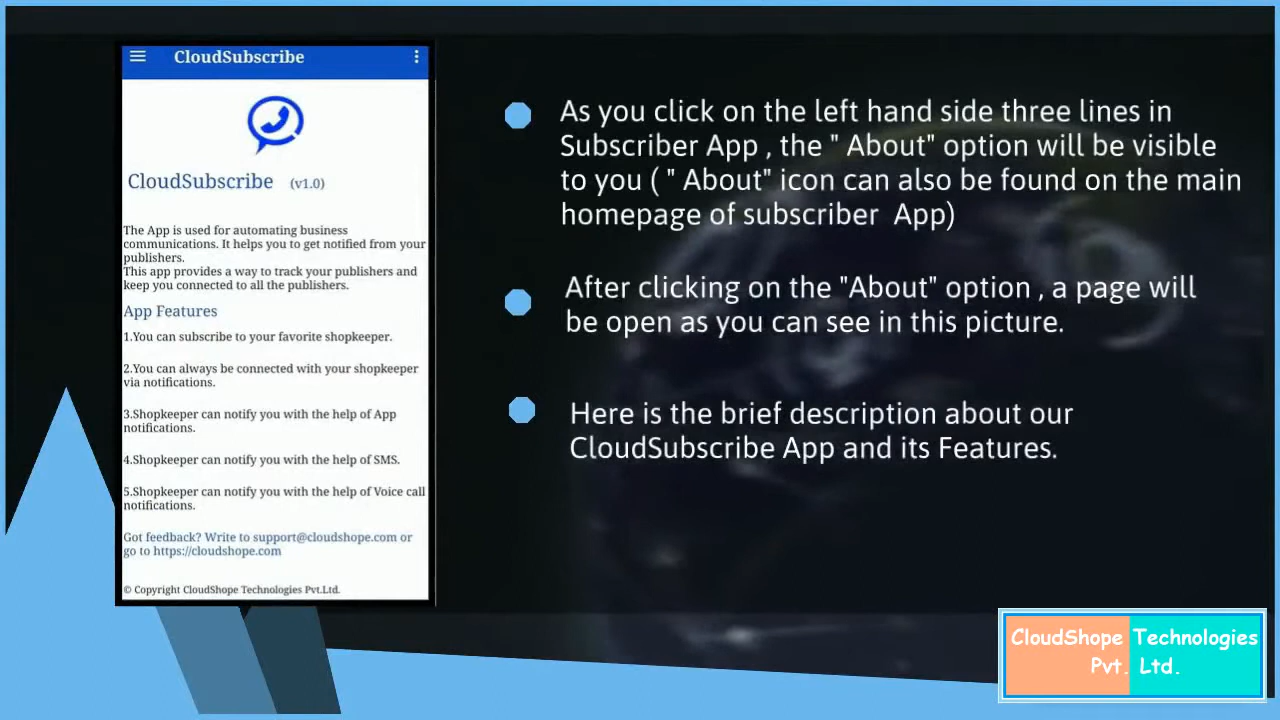 CloudSubscribe
CloudSubscribe (v1.0)
The App is used for automating business
communications. It helps you to get notified from your
publishers.
This app provides a way to track your publishers and
keep you connected to all the publishers.
App Features
1.You can subscribe to your favorite shopkeeper.
2.You can always be connected with your shopkeeper
via notifications.
3.Shopkeeper can notify you with the help of App
notifications.
4.Shopkeeper can notify you with the help of SMS.
5.Shopkeeper can notify you with the help of Voice call
notifications.
Got feedback? Write to support@cloudshope.com or
go to https://cloudshope.com
© Copyright CloudShope Technologies Pvt.Ltd.
As you click on the left hand side three lines in
Subscriber App , the " About" option will be visible
to you ( " About" icon can also be found on the main
homepage of subscriber App)
After clicking on the "About" option , a page will
be open as you can see in this picture.
Here is the brief description about our
CloudSubscribe App and its Features.
CloudShope Technologies
Pvt. Ltd.